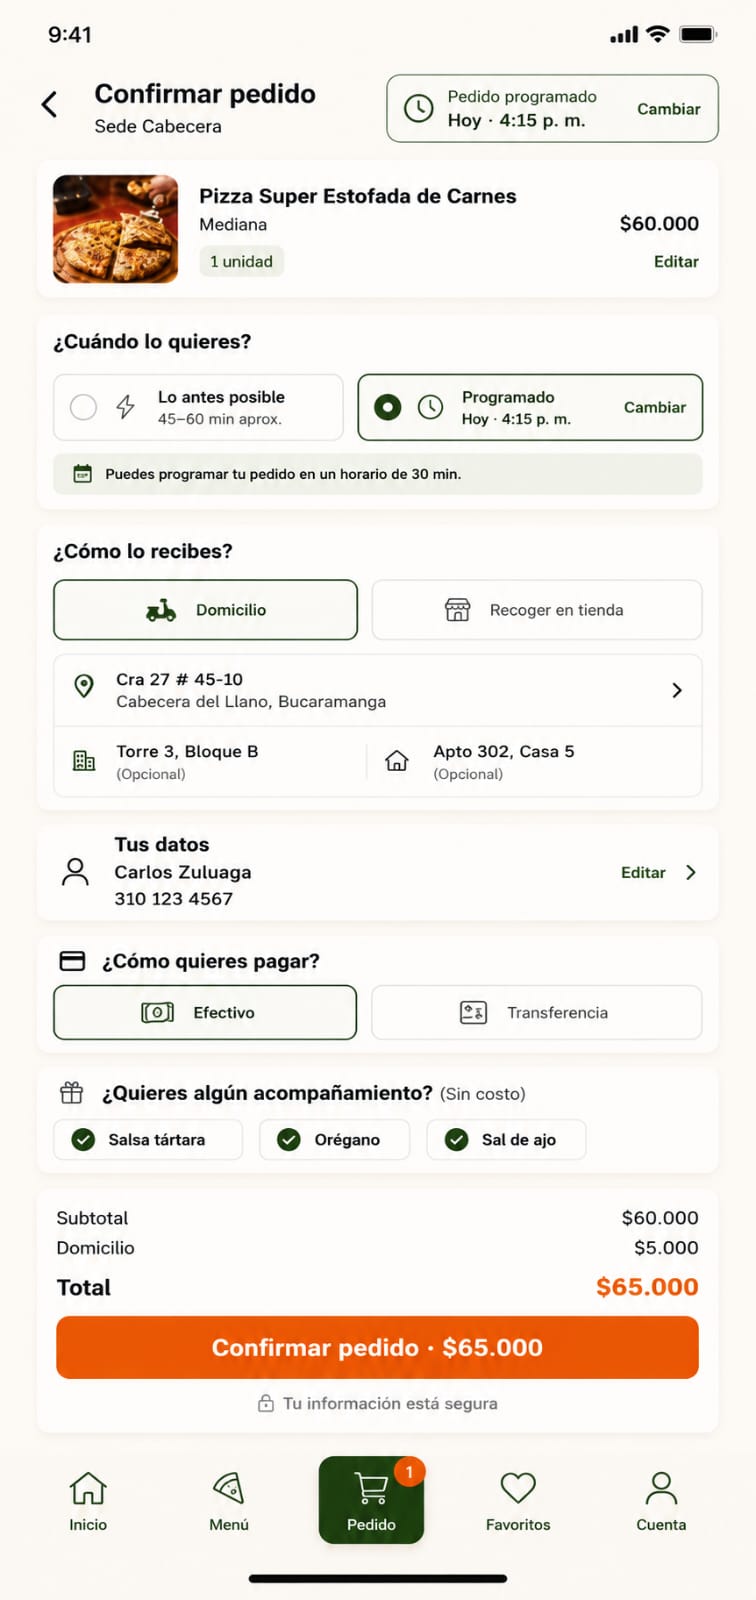 9:41
Confirmar pedido
Sede Cabecera
Pedido programado
Hoy · 4:15 p. m.
Cambiar
Pizza Super Estofada de Carnes
Mediana
$60.000
1 unidad
Editar
¿Cuándo lo quieres?
Lo antes posible
45–60 min aprox.
Programado
Hoy · 4:15 p. m.
Cambiar
Puedes programar tu pedido en un horario de 30 min.
¿Cómo lo recibes?
Domicilio
Recoger en tienda
Cra 27 # 45-10
Cabecera del Llano, Bucaramanga
Torre 3, Bloque B
(Opcional)
Apto 302, Casa 5
(Opcional)
Tus datos
Carlos Zuluaga
310 123 4567
Editar
¿Cómo quieres pagar?
Efectivo
Transferencia
¿Quieres algún acompañamiento? (Sin costo)
Salsa tártara
Orégano
Sal de ajo
Subtotal $60.000
Domicilio $5.000
Total $65.000
Confirmar pedido · $65.000
Tu información está segura
1
Inicio
Menú
Pedido
Favoritos
Cuenta